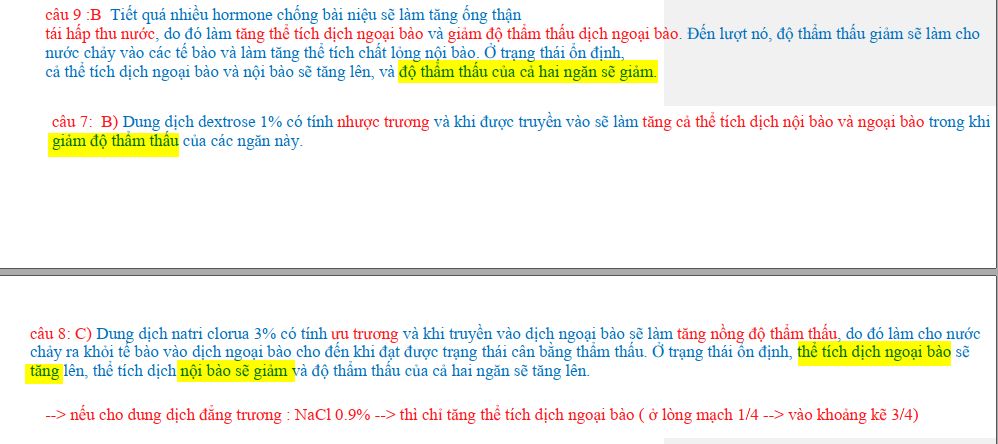 câu 9 :B Tiết quá nhiều hormone chống bài niệu sẽ làm tăng ống thận
tái hấp thu nước, do đó làm tăng thể tích dịch ngoại bào và giảm độ thẩm thấu dịch ngoại bào. Đến lượt nó, độ thẩm thấu giảm sẽ làm cho
nước chảy vào các tế bào và làm tăng thể tích chất lỏng nội bào. Ở trạng thái ổn định,
cả thể tích dịch ngoại bào và nội bào sẽ tăng lên, và độ thẩm thấu của cả hai ngăn sẽ giảm.
câu 7: B) Dung dịch dextrose 1% có tính nhược trương và khi được truyền vào sẽ làm tăng cả thể tích dịch nội bào và ngoại bào trong khi
giảm độ thẩm thấu của các ngăn này.
câu 8: C) Dung dịch natri clorua 3% có tính ưu trương và khi truyền vào dịch ngoại bào sẽ làm tăng nồng độ thẩm thấu, do đó làm cho nước
chảy ra khỏi tế bào vào dịch ngoại bào cho đến khi đạt được trạng thái cân bằng thẩm thấu. Ở trạng thái ổn định, thể tích dịch ngoại bào sẽ
tăng lên, thể tích dịch nội bào sẽ giảm và độ thẩm thấu của cả hai ngăn sẽ tăng lên.
--> nếu cho dung dịch đẳng trương : NaCl 0.9% --> thì chỉ tăng thể tích dịch ngoại bào ( ở lòng mạch 1/4 --> vào khoảng kẽ 3/4)